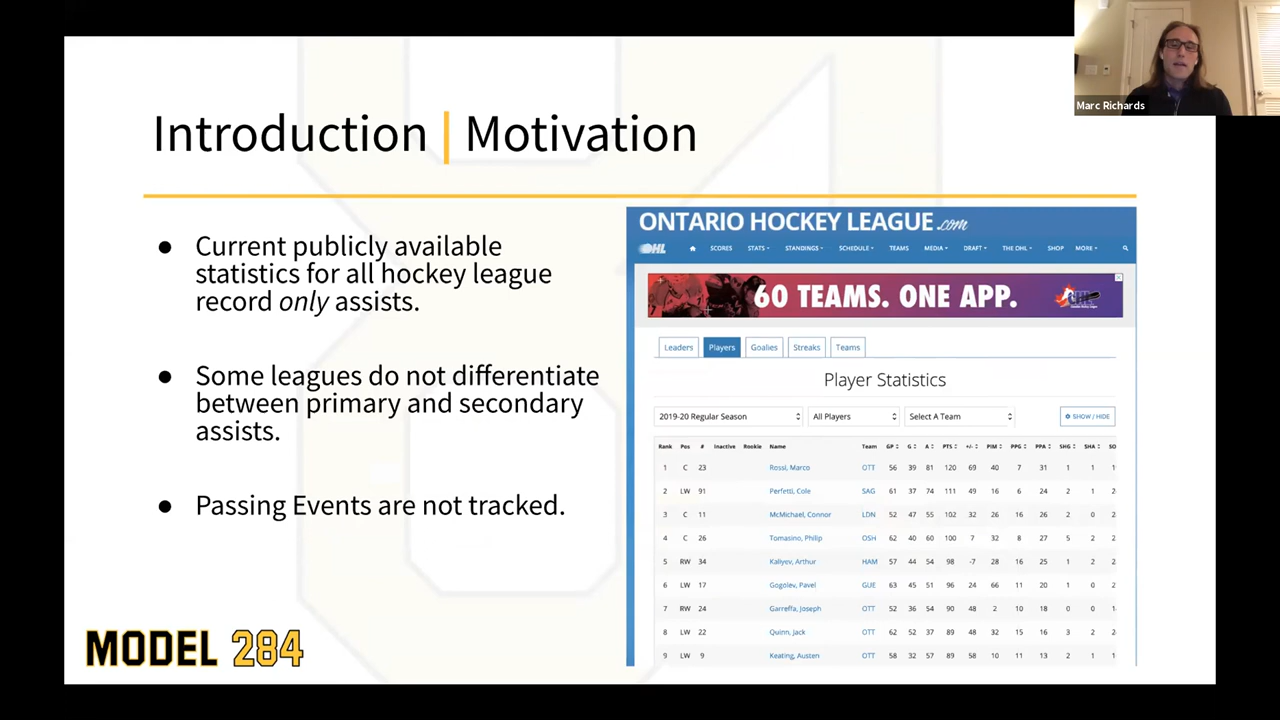 Marc Richards
Introduction | Motivation
● Current publicly available
statistics for all hockey league
record only assists.
● Some leagues do not differentiate
between primary and secondary
assists.
● Passing Events are not tracked.
MODEL 284
ONTARIO HOCKEY LEAGUE.com
OHL SCORES STATS STANDINGS SCHEDULE TEAMS MEDIA DRAFT THE OHL SHOP MORE
60 TEAMS. ONE APP. CHL
Leaders Players Goalies Streaks Teams
Player Statistics
2019-20 Regular Season All Players Select A Team SHOW / HIDE
Rank Pos # Inactive Rookie Name Team GP G A PTS +/- PIM PPG PPA SHG SHA
1 C 23 Rossi, Marco OTT 56 39 81 120 69 40 7 31 1 1
2 LW 91 Perfetti, Cole SAG 61 37 74 111 49 16 6 24 2 1
3 C 11 McMichael, Connor LDN 52 47 55 102 32 26 16 26 2 0
4 C 26 Tomasino, Philip OSH 62 40 60 100 7 32 8 27 5 2
5 RW 34 Kaliyev, Arthur HAM 57 44 54 98 -7 28 16 25 1 0
6 LW 17 Gogolev, Pavel GUE 63 45 51 96 24 66 11 20 1 0
7 RW 24 Garreffa, Joseph OTT 52 36 54 90 48 2 10 18 0 0
8 LW 22 Quinn, Jack OTT 62 52 37 89 48 32 15 16 3 2
9 LW 9 Keating, Austen OTT 58 32 57 89 58 10 11 13 2 1